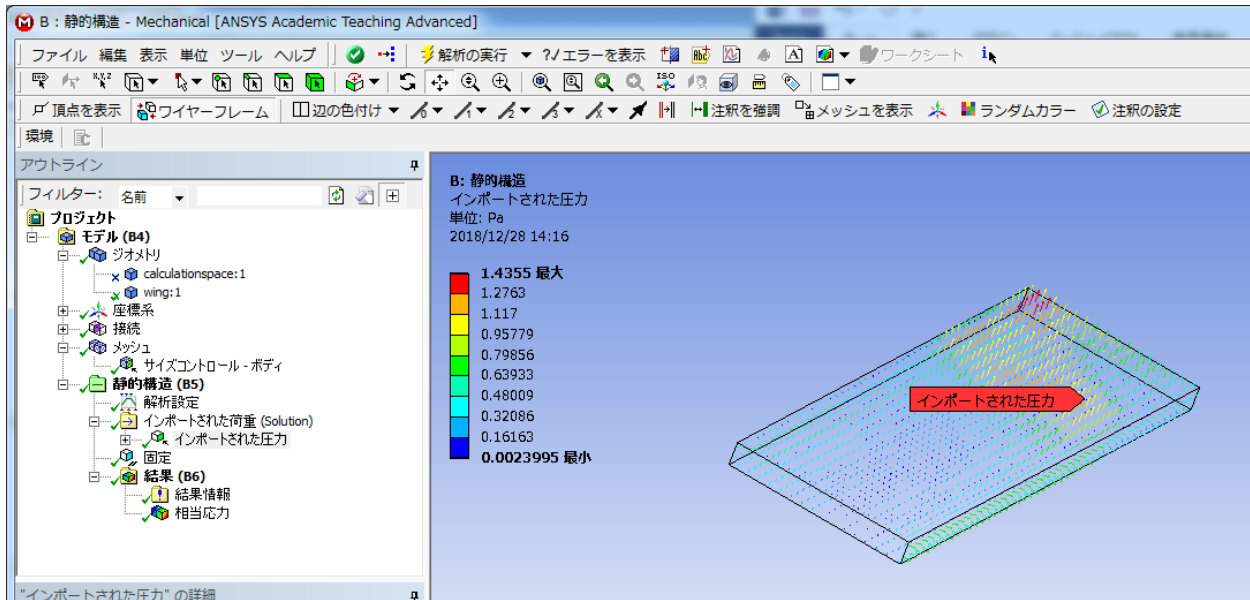 B : 静的構造 - Mechanical [ANSYS Academic Teaching Advanced]
ファイル 編集 表示 単位 ツール ヘルプ 解析の実行 ?/エラーを表示 ワークシート
頂点を表示 ワイヤーフレーム 辺の色付け 注釈を強調 メッシュを表示 ランダムカラー 注釈の設定
環境
アウトライン
フィルター: 名前
プロジェクト
モデル (B4)
ジオメトリ
calculationspace:1
wing:1
座標系
接続
メッシュ
サイズコントロール - ボディ
静的構造 (B5)
解析設定
インポートされた荷重 (Solution)
インポートされた圧力
固定
結果 (B6)
結果情報
相当応力
"インポートされた圧力" の詳細
B: 静的構造
インポートされた圧力
単位: Pa
2018/12/28 14:16
1.4355 最大
1.2763
1.117
0.95779
0.79856
0.63933
0.48009
0.32086
0.16163
0.0023995 最小
インポートされた圧力